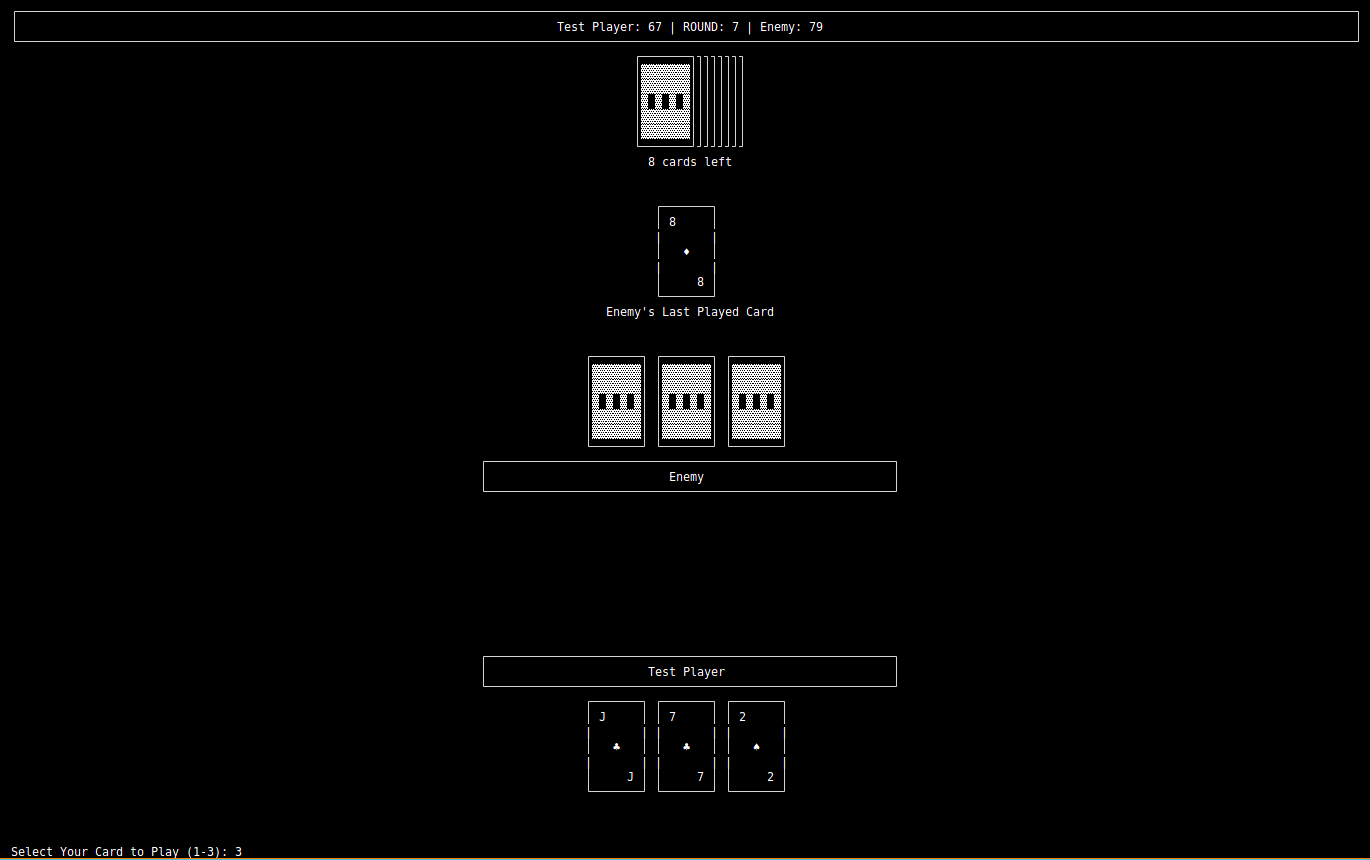 Test Player: 67 | ROUND: 7 | Enemy: 79
8 cards left
8
♦
8
Enemy's Last Played Card
Enemy
Test Player
J 7 2
♣ ♣ ♠
J 7 2
Select Your Card to Play (1-3): 3